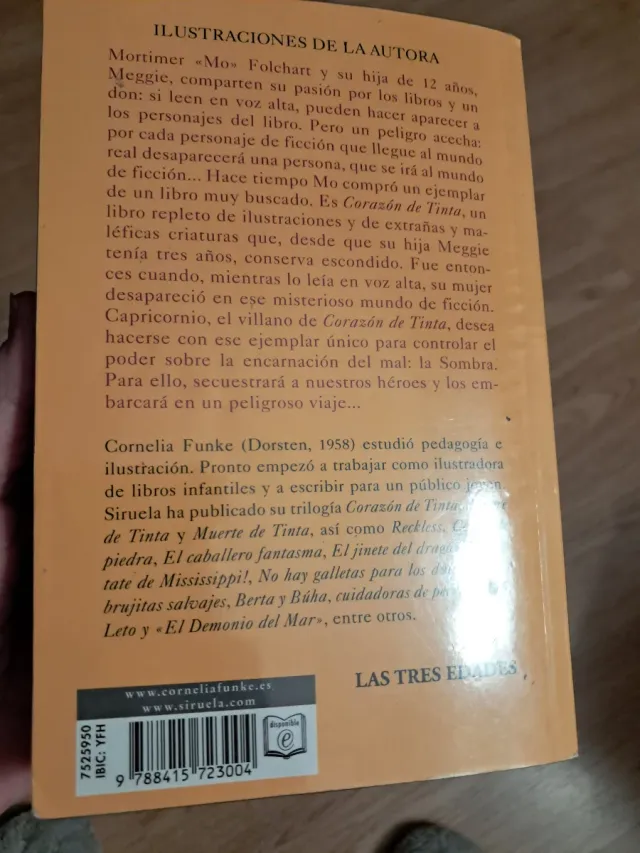 ILUSTRACIONES DE LA AUTORA
Mortimer «Mo» Folchart y su hija de 12 años,
Meggie, comparten su pasión por los libros y un
don: si leen en voz alta, pueden hacer aparecer a
los personajes del libro. Pero un peligro acecha:
por cada personaje de ficción que llegue al mundo
real desaparecerá una persona, que se irá al mundo
de ficción... Hace tiempo Mo compró un ejemplar
de un libro muy buscado. Es Corazón de Tinta, un
libro repleto de ilustraciones y de extrañas y ma-
léficas criaturas que, desde que su hija Meggie
tenía tres años, conserva escondido. Fue enton-
ces cuando, mientras lo leía en voz alta, su mujer
desapareció en ese misterioso mundo de ficción.
Capricornio, el villano de Corazón de Tinta, desea
hacerse con ese ejemplar único para controlar el
poder sobre la encarnación del mal: la Sombra.
Para ello, secuestrará a nuestros héroes y los em-
barcará en un peligroso viaje...
Cornelia Funke (Dorsten, 1958) estudió pedagogía e
ilustración. Pronto empezó a trabajar como ilustradora
de libros infantiles y a escribir para un público joven.
Siruela ha publicado su trilogía Corazón de Tinta,
de Tinta y Muerte de Tinta, así como Reckless.
piedra, El caballero fantasma, El jinete del dragón
tate de Mississippi!, No hay galletas para los
brujitas salvajes, Berta y Búha, cuidadoras de
Leto y «El Demonio del Mar», entre otros.
LAS TRES EDADES
www.corneliafunke.es
www.siruela.com
disponible
e
7525950
IBIC: YFH
9 788415 723004